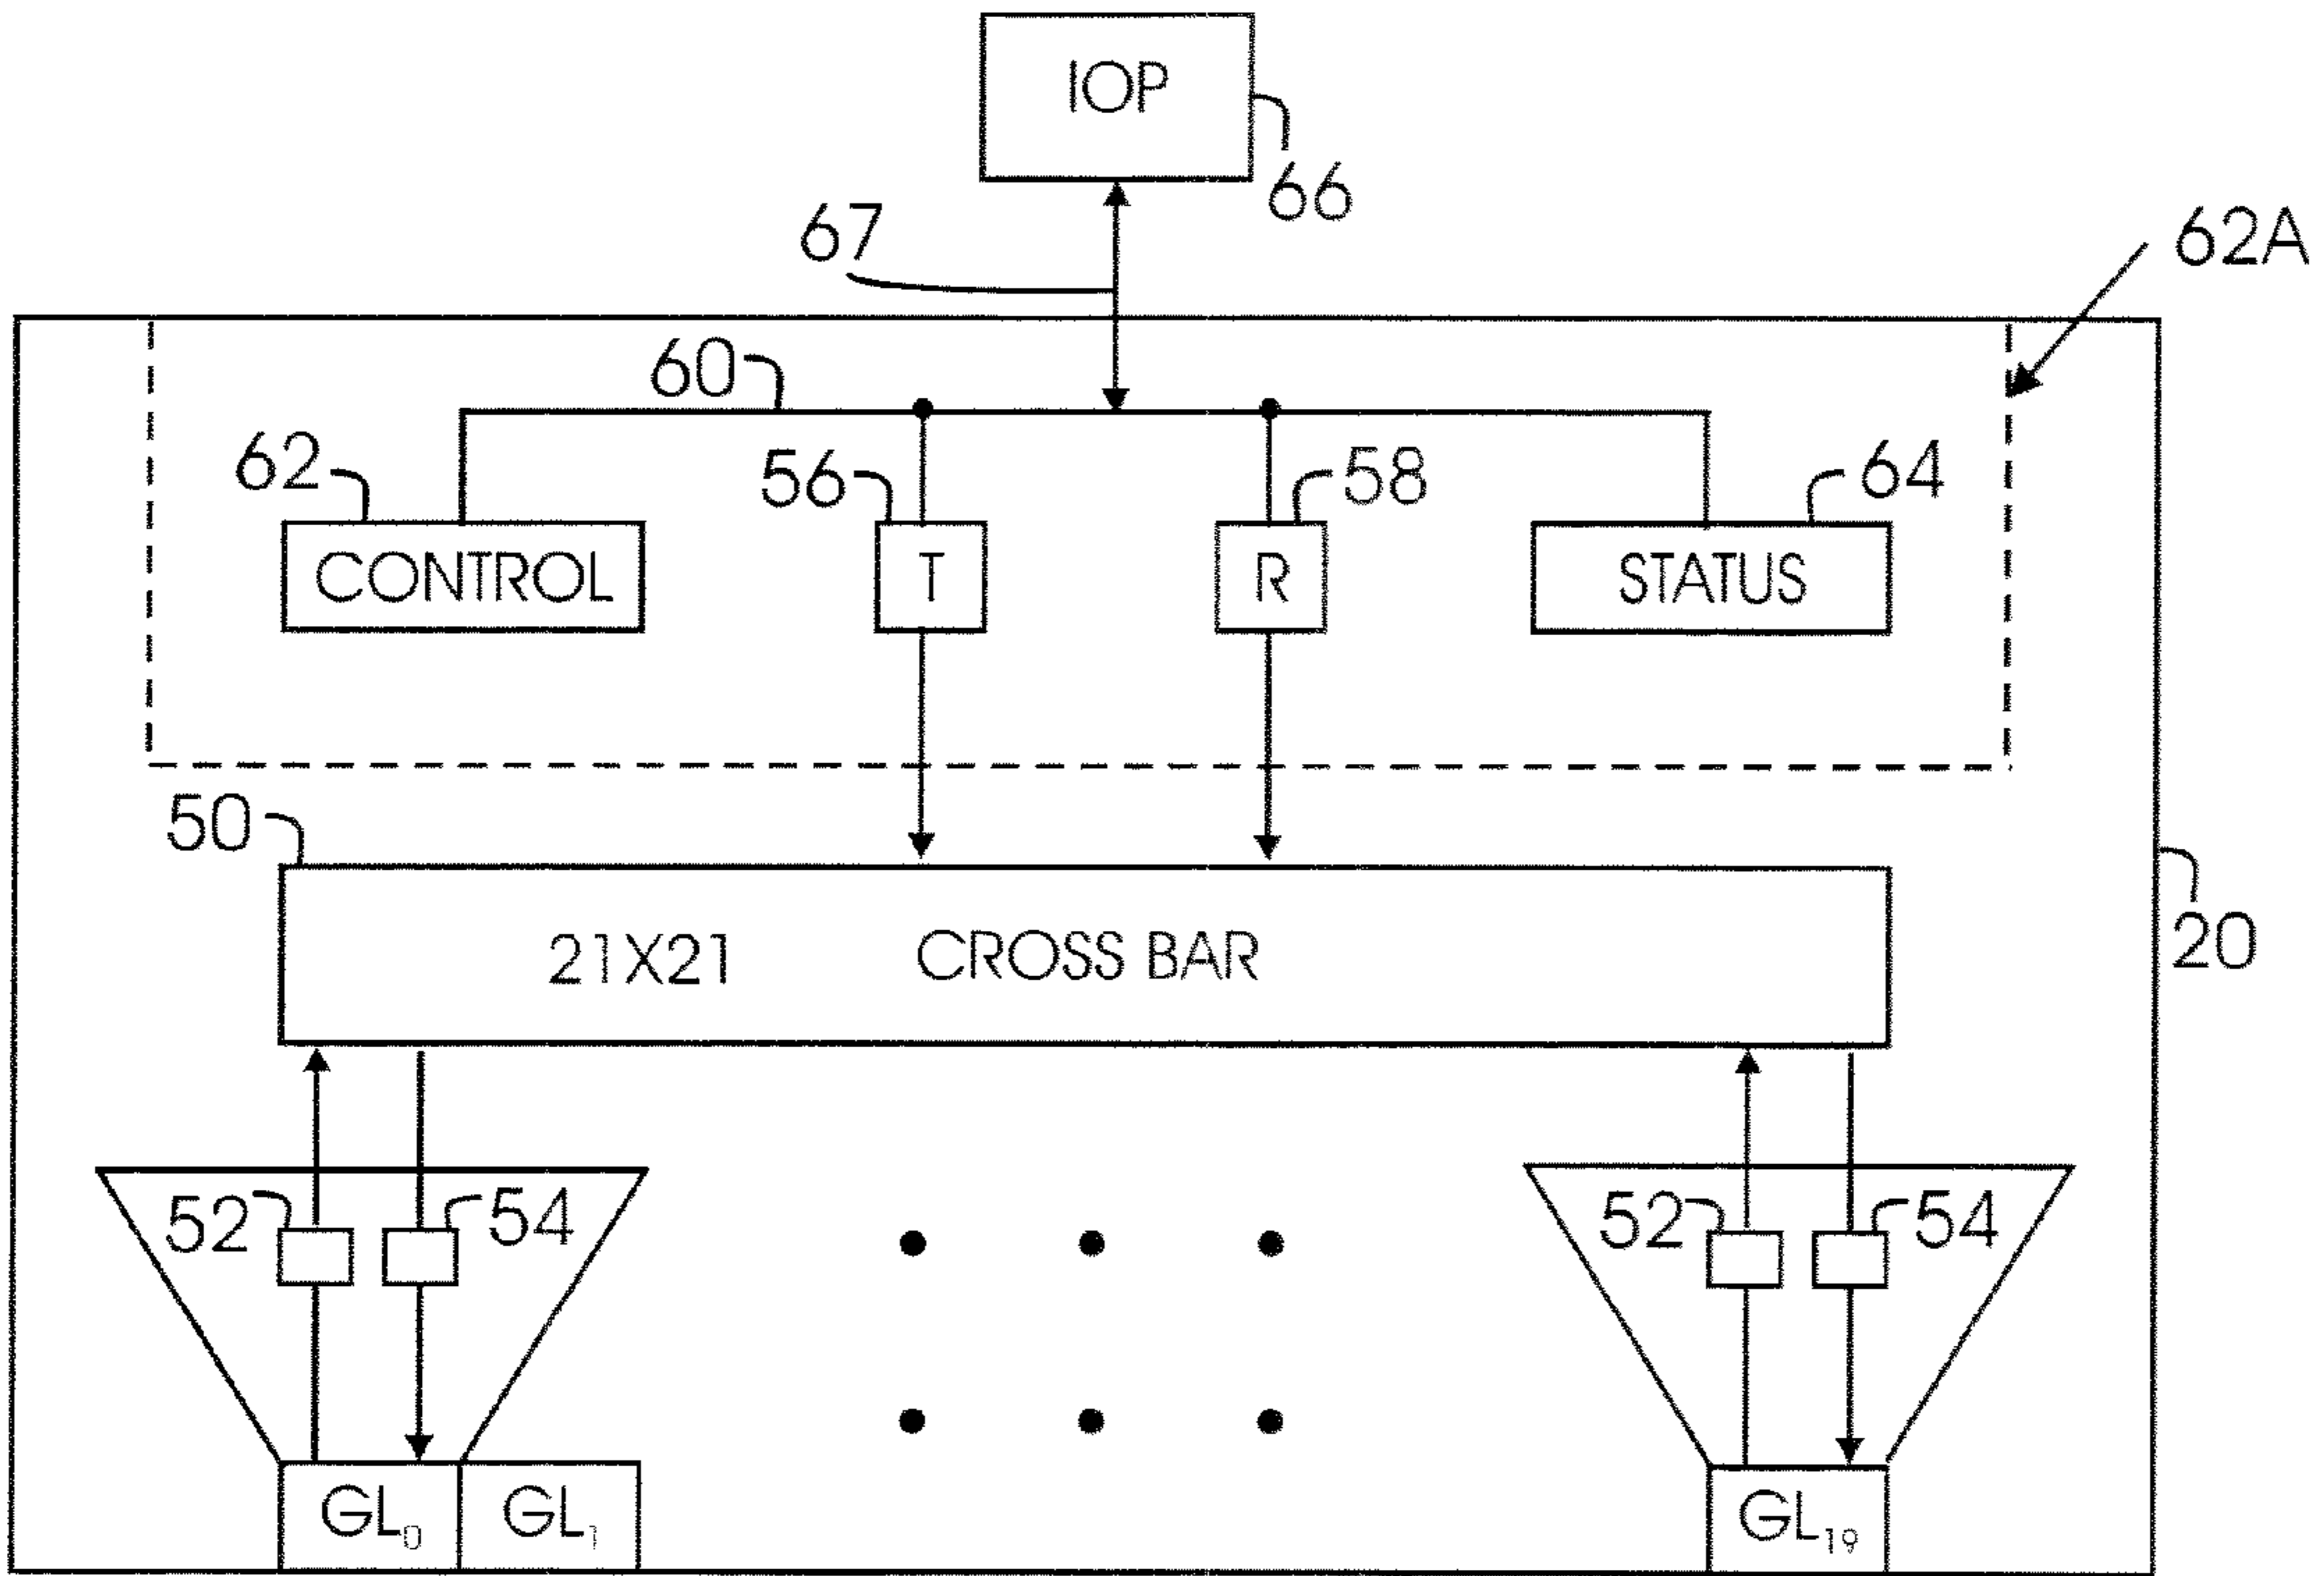 IOP
66
67
62A
60
62
56
58
64
CONTROL
T
R
STATUS
50
21X21 CROSS BAR
20
52
54
52
54
GL0
GL1
GL19